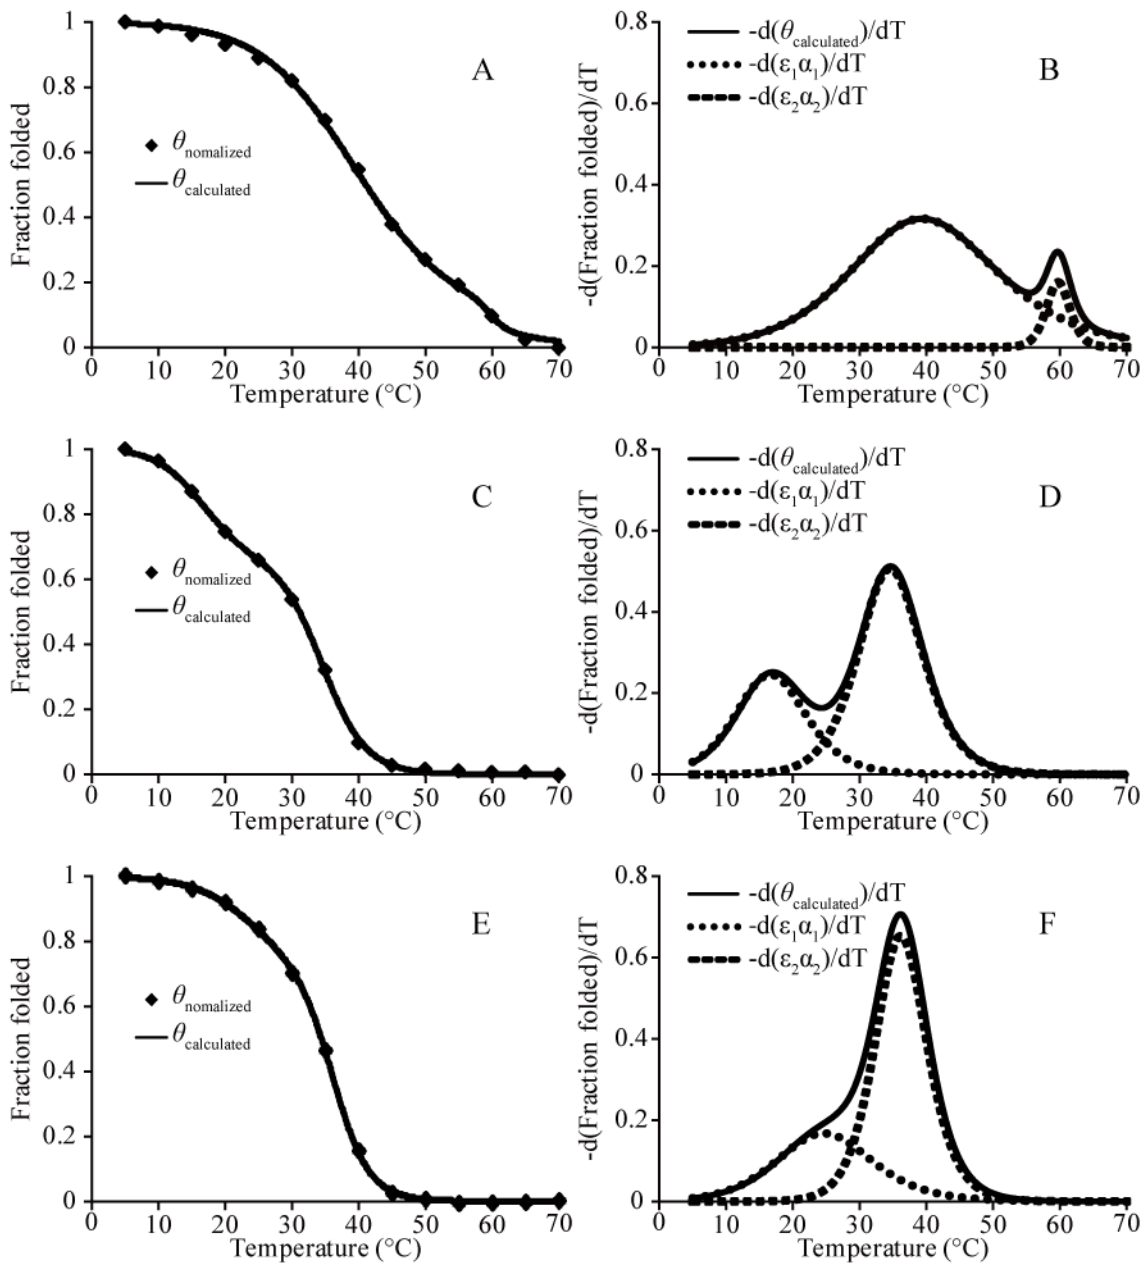 1
0.8
0.6
0.4
0.2
0
0 10 20 30 40 50 60 70
Fraction folded
Temperature (°C)
A
θnomalized
θcalculated
0.8
0.6
0.4
0.2
0
0 10 20 30 40 50 60 70
-d(Fraction folded)/dT
Temperature (°C)
B
-d(θcalculated)/dT
-d(ε1α1)/dT
-d(ε2α2)/dT
1
0.8
0.6
0.4
0.2
0
0 10 20 30 40 50 60 70
Fraction folded
Temperature (°C)
C
θnomalized
θcalculated
0.8
0.6
0.4
0.2
0
0 10 20 30 40 50 60 70
-d(Fraction folded)/dT
Temperature (°C)
D
-d(θcalculated)/dT
-d(ε1α1)/dT
-d(ε2α2)/dT
1
0.8
0.6
0.4
0.2
0
0 10 20 30 40 50 60 70
Fraction folded
Temperature (°C)
E
θnomalized
θcalculated
0.8
0.6
0.4
0.2
0
0 10 20 30 40 50 60 70
-d(Fraction folded)/dT
Temperature (°C)
F
-d(θcalculated)/dT
-d(ε1α1)/dT
-d(ε2α2)/dT